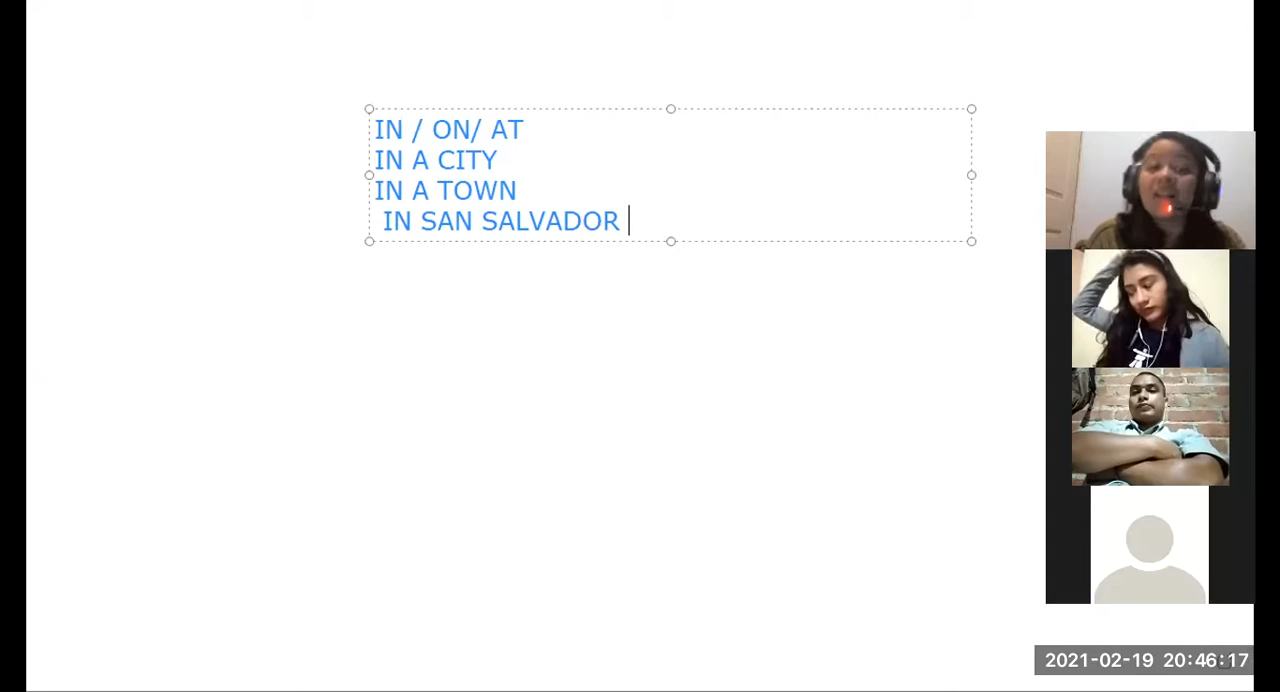 IN / ON/ AT
IN A CITY
IN A TOWN
IN SAN SALVADOR
2021-02-19 20:46:17